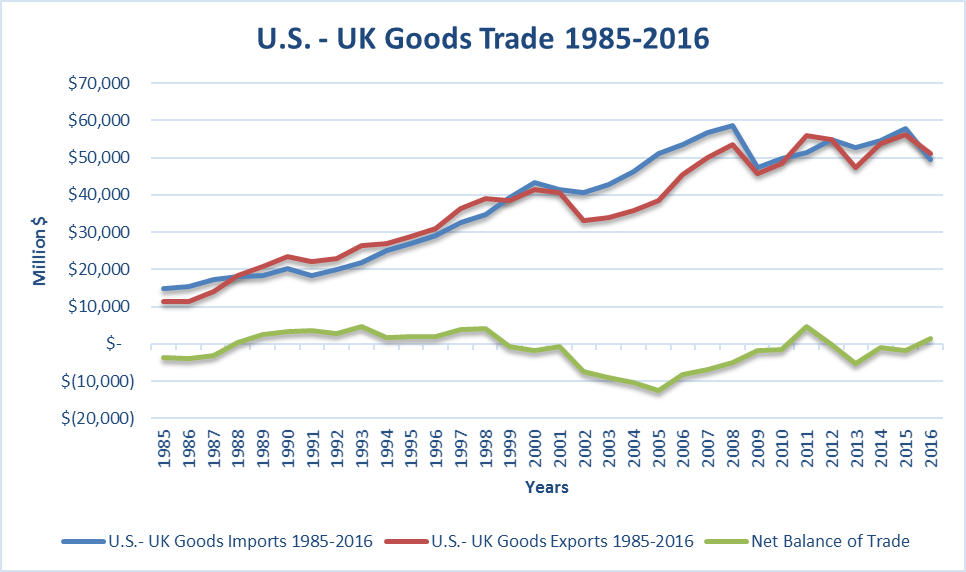 U.S. - UK Goods Trade 1985-2016
$70,000
$60,000
$50,000
$40,000
$30,000
$20,000
$10,000
$-
$(10,000)
$(20,000)
Million $
1985 1986 1987 1988 1989 1990 1991 1992 1993 1994 1995 1996 1997 1998 1999 2000 2001 2002 2003 2004 2005 2006 2007 2008 2009 2010 2011 2012 2013 2014 2015 2016
Years
U.S.- UK Goods Imports 1985-2016 U.S.- UK Goods Exports 1985-2016 Net Balance of Trade